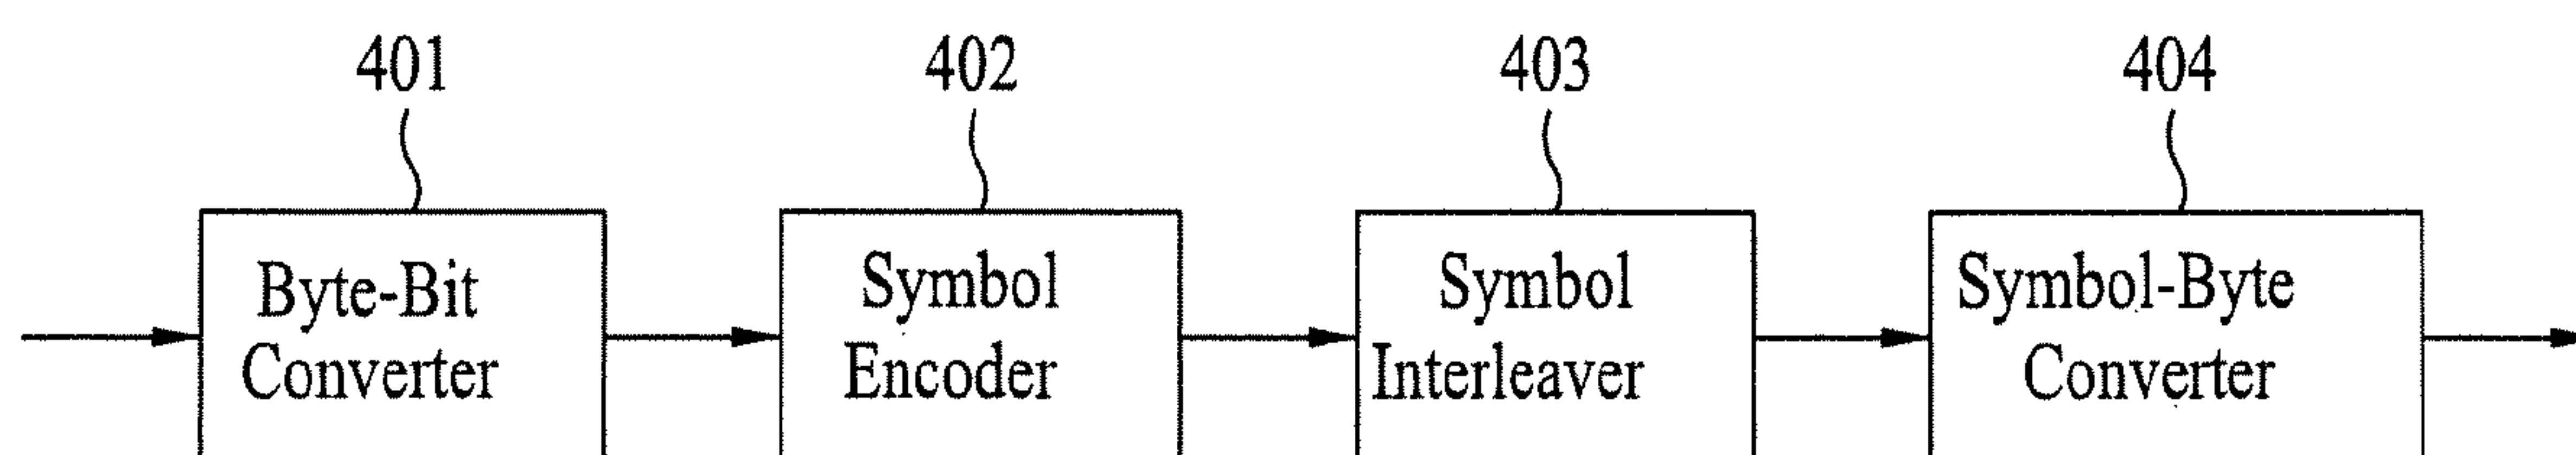 401
402
403
404
Byte-Bit
Converter
Symbol
Encoder
Symbol
Interleaver
Symbol-Byte
Converter